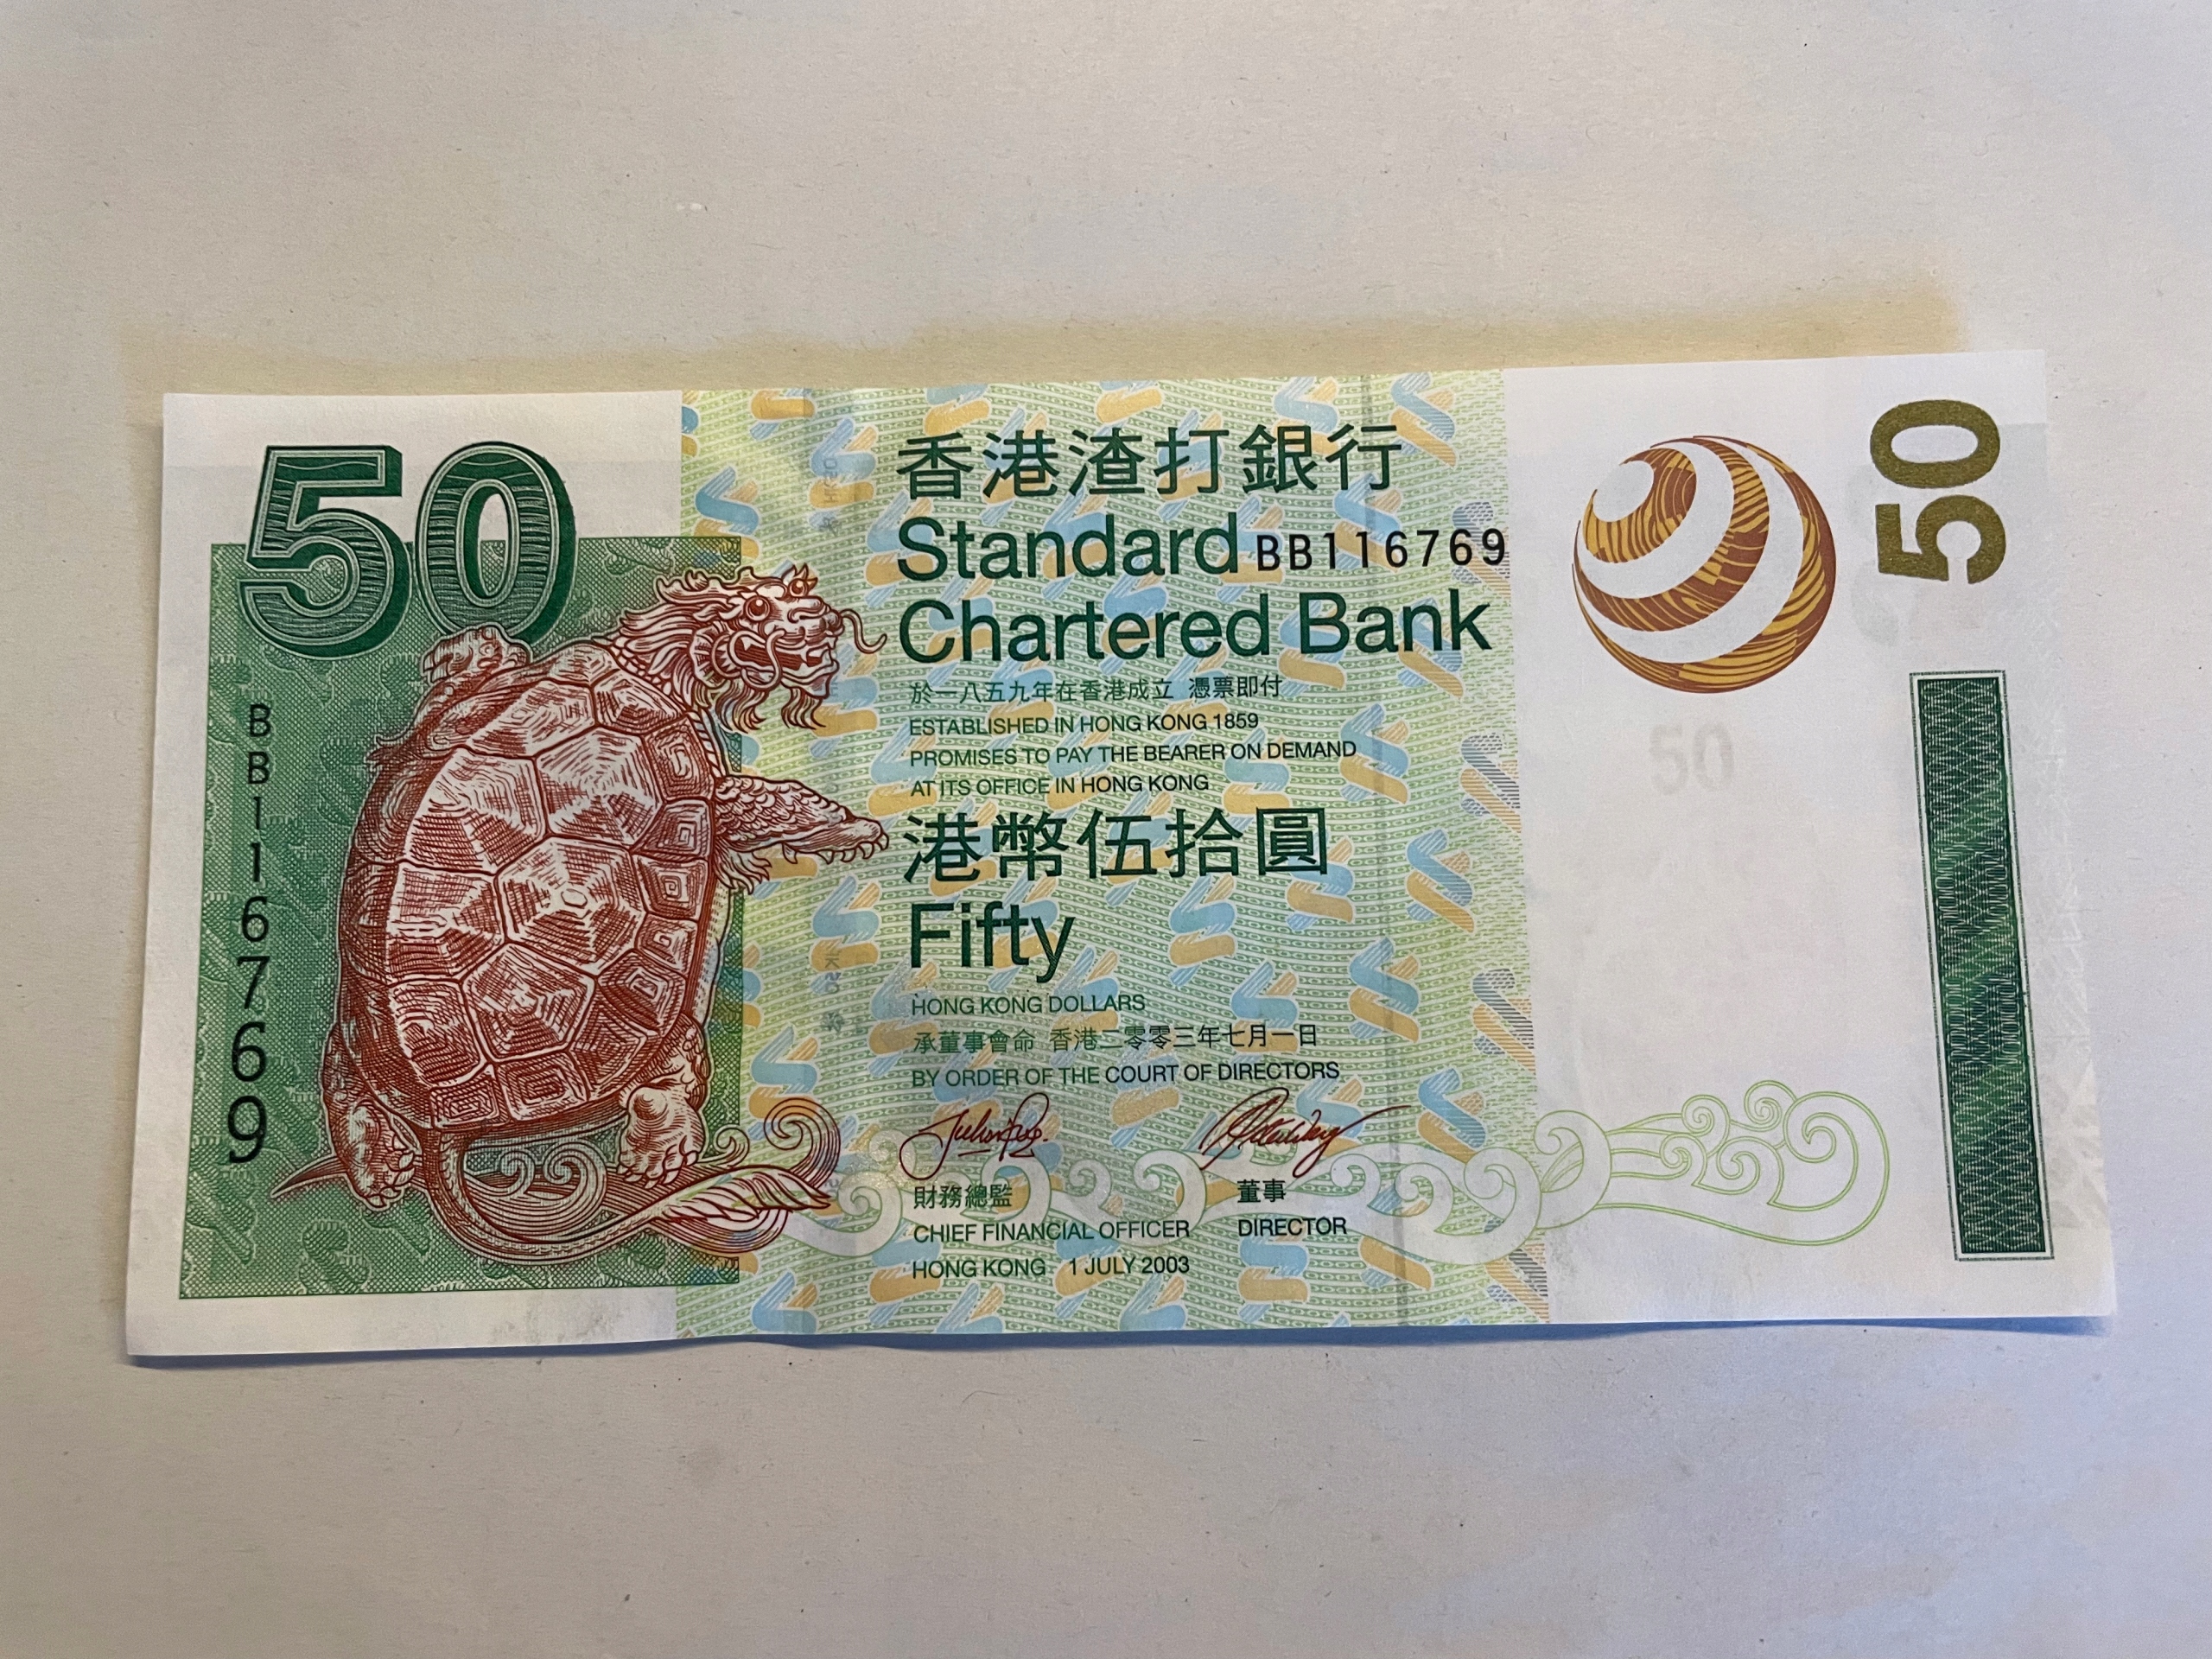 50
BB116769
香港渣打銀行
Standard BB116769
Chartered Bank
於一八五九年在香港成立 憑票即付
ESTABLISHED IN HONG KONG 1859
PROMISES TO PAY THE BEARER ON DEMAND
AT ITS OFFICE IN HONG KONG
港幣伍拾圓
Fifty
HONG KONG DOLLARS
承董事會命 香港二零零三年七月一日
BY ORDER OF THE COURT OF DIRECTORS
財務總監 董事
CHIEF FINANCIAL OFFICER DIRECTOR
HONG KONG 1 JULY 2003
50
50